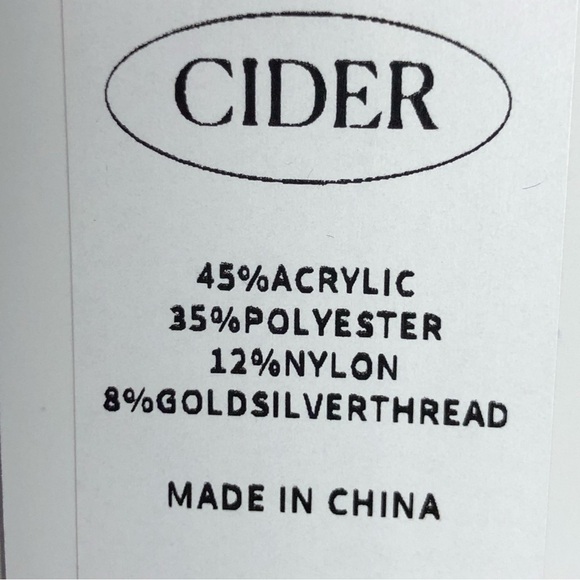 CIDER
45%ACRYLIC
35%POLYESTER
12%NYLON
8%GOLDSILVERTHREAD
MADE IN CHINA